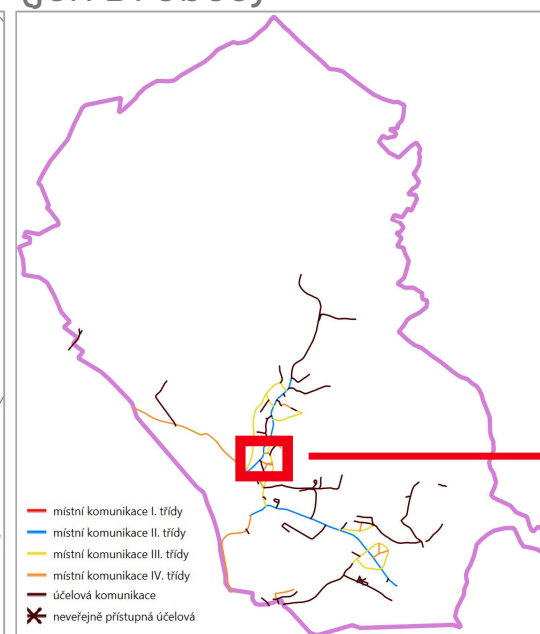 místní komunikace I. třídy
místní komunikace II. třídy
místní komunikace III. třídy
místní komunikace IV. třídy
účelová komunikace
neveřejně přístupná účelová